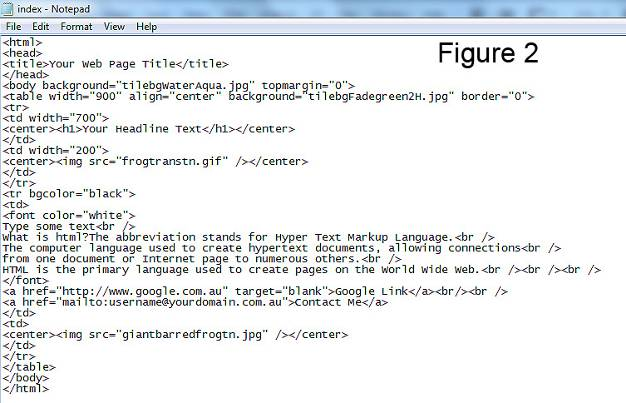 index - Notepad
File Edit Format View Help
Figure 2
<html>
<head>
<title>Your Web Page Title</title>
</head>
<body background="tilebgWaterAqua.jpg" topmargin="0">
<table width="900" align="center" background="tilebgFadegreen2H.jpg" border="0">
<tr>
<td width="700">
<center><h1>Your Headline Text</h1></center>
</td>
<td width="200">
<center><img src="frogtranstn.gif" /></center>
</td>
</tr>
<tr bgcolor="black">
<td>
<font color="white">
Type some text<br />
What is html?The abbreviation stands for Hyper Text Markup Language.<br />
The computer language used to create hypertext documents, allowing connections<br />
from one document or Internet page to numerous others.<br />
HTML is the primary language used to create pages on the World Wide Web.<br /><br /><br />
</font>
<a href="http://www.google.com.au" target="blank">Google Link</a><br/><br />
<a href="mailto:username@yourdomain.com.au">Contact Me</a>
</td>
<td>
<center><img src="giantbarredfrogtn.jpg" /></center>
</td>
</tr>
</table>
</body>
</html>